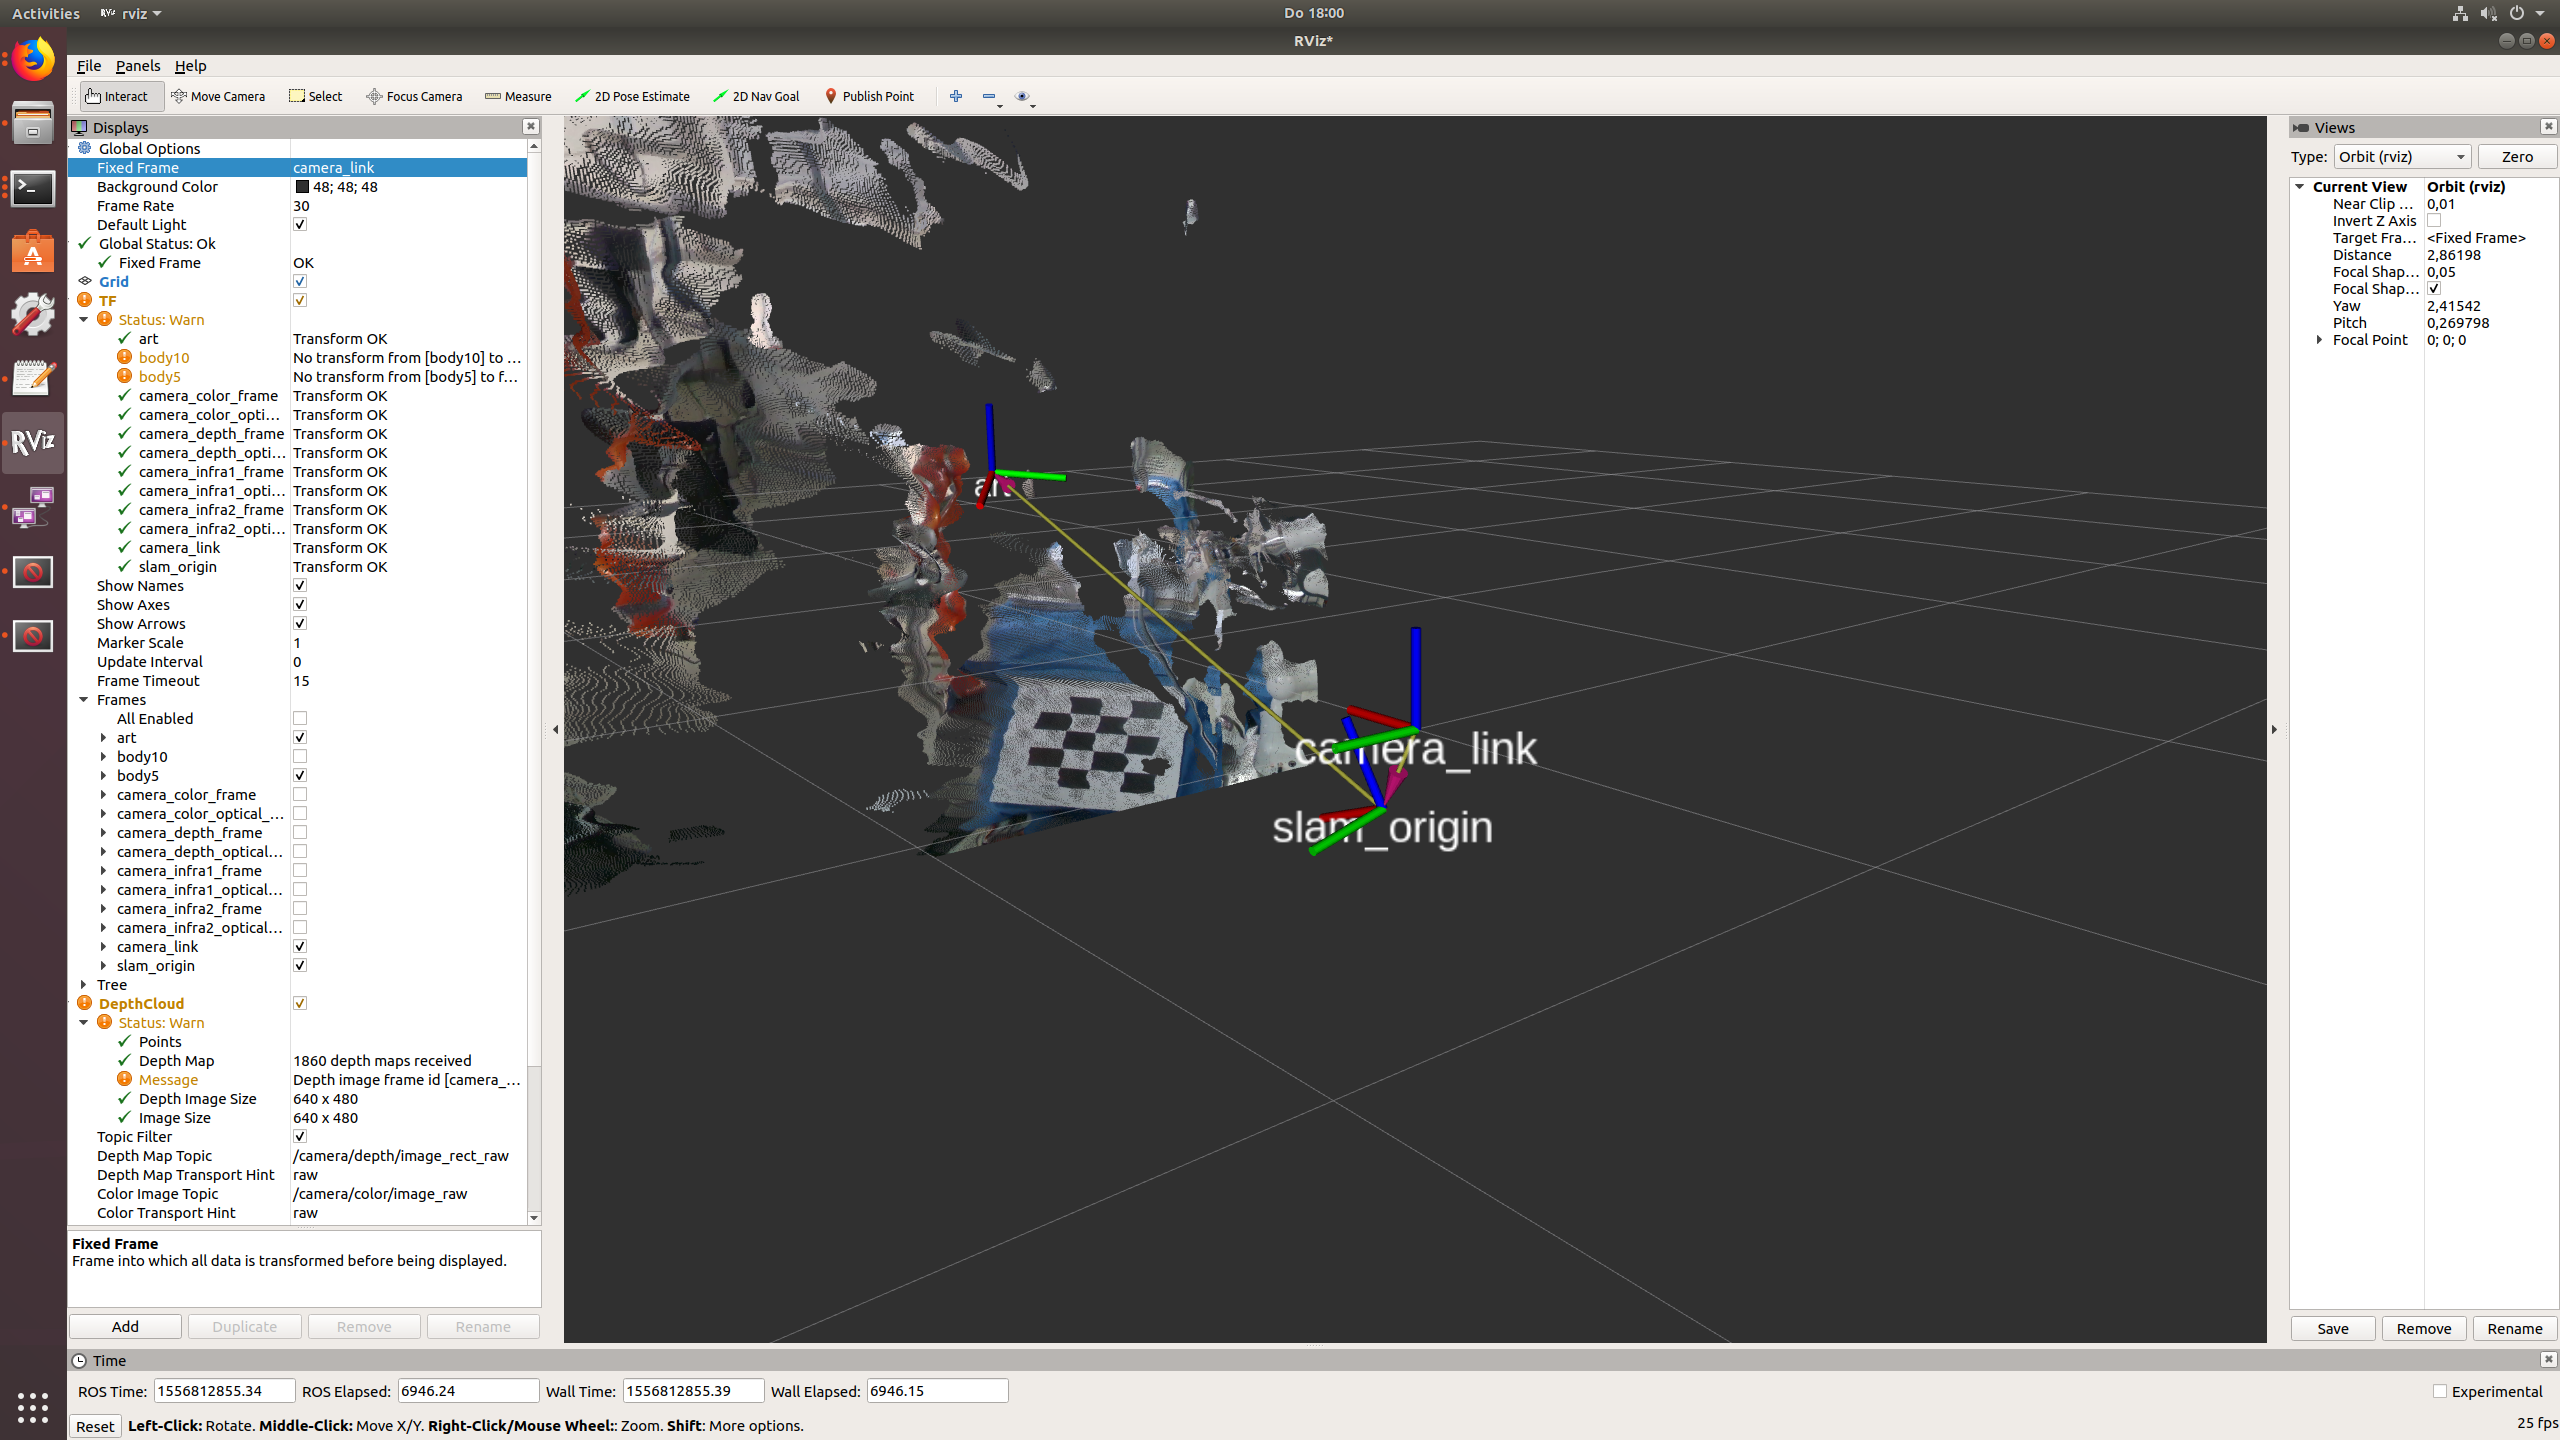 Activities
RViz rviz
Do 18:00
RViz*
File Panels Help
Interact Move Camera Select Focus Camera Measure 2D Pose Estimate 2D Nav Goal Publish Point
Displays
Global Options
Fixed Frame camera_link
Background Color 48; 48; 48
Frame Rate 30
Default Light
Global Status: Ok
Fixed Frame OK
Grid
TF
Status: Warn
art Transform OK
body10 No transform from [body10] to ...
body5 No transform from [body5] to f...
camera_color_frame Transform OK
camera_color_opti... Transform OK
camera_depth_frame Transform OK
camera_depth_opti... Transform OK
camera_infra1_frame Transform OK
camera_infra1_opti... Transform OK
camera_infra2_frame Transform OK
camera_infra2_opti... Transform OK
camera_link Transform OK
slam_origin Transform OK
Show Names
Show Axes
Show Arrows
Marker Scale 1
Update Interval 0
Frame Timeout 15
Frames
All Enabled
art
body10
body5
camera_color_frame
camera_color_optical_...
camera_depth_frame
camera_depth_optical...
camera_infra1_frame
camera_infra1_optical...
camera_infra2_frame
camera_infra2_optical...
camera_link
slam_origin
Tree
DepthCloud
Status: Warn
Points
Depth Map 1860 depth maps received
Message Depth image frame id [camera_...
Depth Image Size 640 x 480
Image Size 640 x 480
Topic Filter
Depth Map Topic /camera/depth/image_rect_raw
Depth Map Transport Hint raw
Color Image Topic /camera/color/image_raw
Color Transport Hint raw
Fixed Frame
Frame into which all data is transformed before being displayed.
Add Duplicate Remove Rename
art
camera_link
slam_origin
Views
Type: Orbit (rviz) Zero
Current View Orbit (rviz)
Near Clip ... 0,01
Invert Z Axis
Target Fra... <Fixed Frame>
Distance 2,86198
Focal Shap... 0,05
Focal Shap...
Yaw 2,41542
Pitch 0,269798
Focal Point 0; 0; 0
Save Remove Rename
Time
ROS Time: 1556812855.34 ROS Elapsed: 6946.24 Wall Time: 1556812855.39 Wall Elapsed: 6946.15 Experimental
Reset Left-Click: Rotate. Middle-Click: Move X/Y. Right-Click/Mouse Wheel:: Zoom. Shift: More options. 25 fps